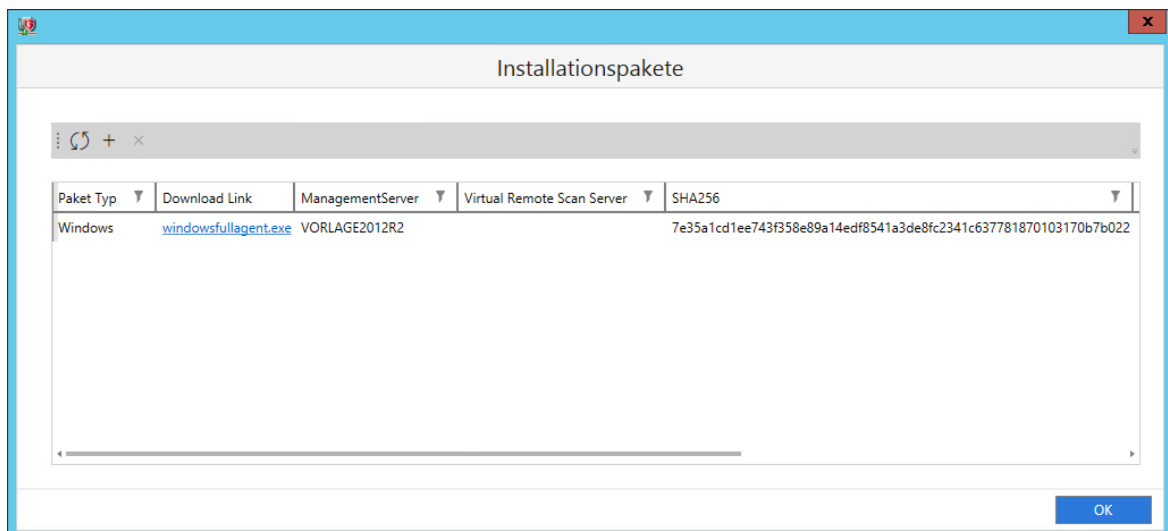 Installationspakete
Paket Typ Download Link ManagementServer Virtual Remote Scan Server SHA256
Windows windowsfullagent.exe VORLAGE2012R2 7e35a1cd1ee743f358e89a14edf8541a3de8fc2341c637781870103170b7b022
OK